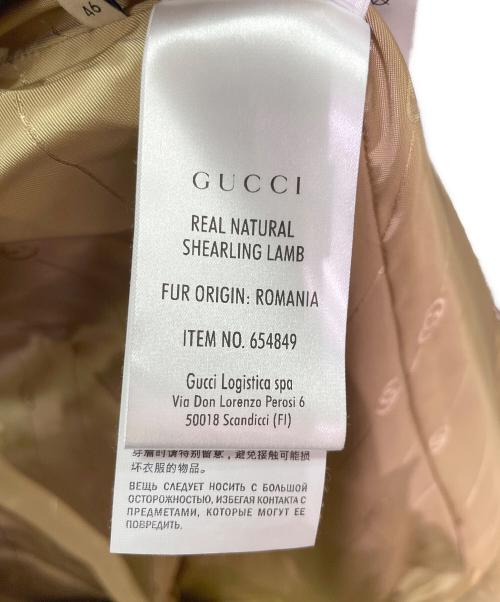 46
GUCCI
REAL NATURAL
SHEARLING LAMB
FUR ORIGIN: ROMANIA
ITEM NO. 654849
Gucci Logistica spa
Via Don Lorenzo Perosi 6
50018 Scandicci (FI)
穿着时请特别留意，避免接触可能损
坏衣服的物品。
ВЕЩЬ СЛЕДУЕТ НОСИТЬ С БОЛЬШОЙ
ОСТОРОЖНОСТЬЮ, ИЗБЕГАЯ КОНТАКТА С
ПРЕДМЕТАМИ, КОТОРЫЕ МОГУТ ЕЕ
ПОВРЕДИТЬ.